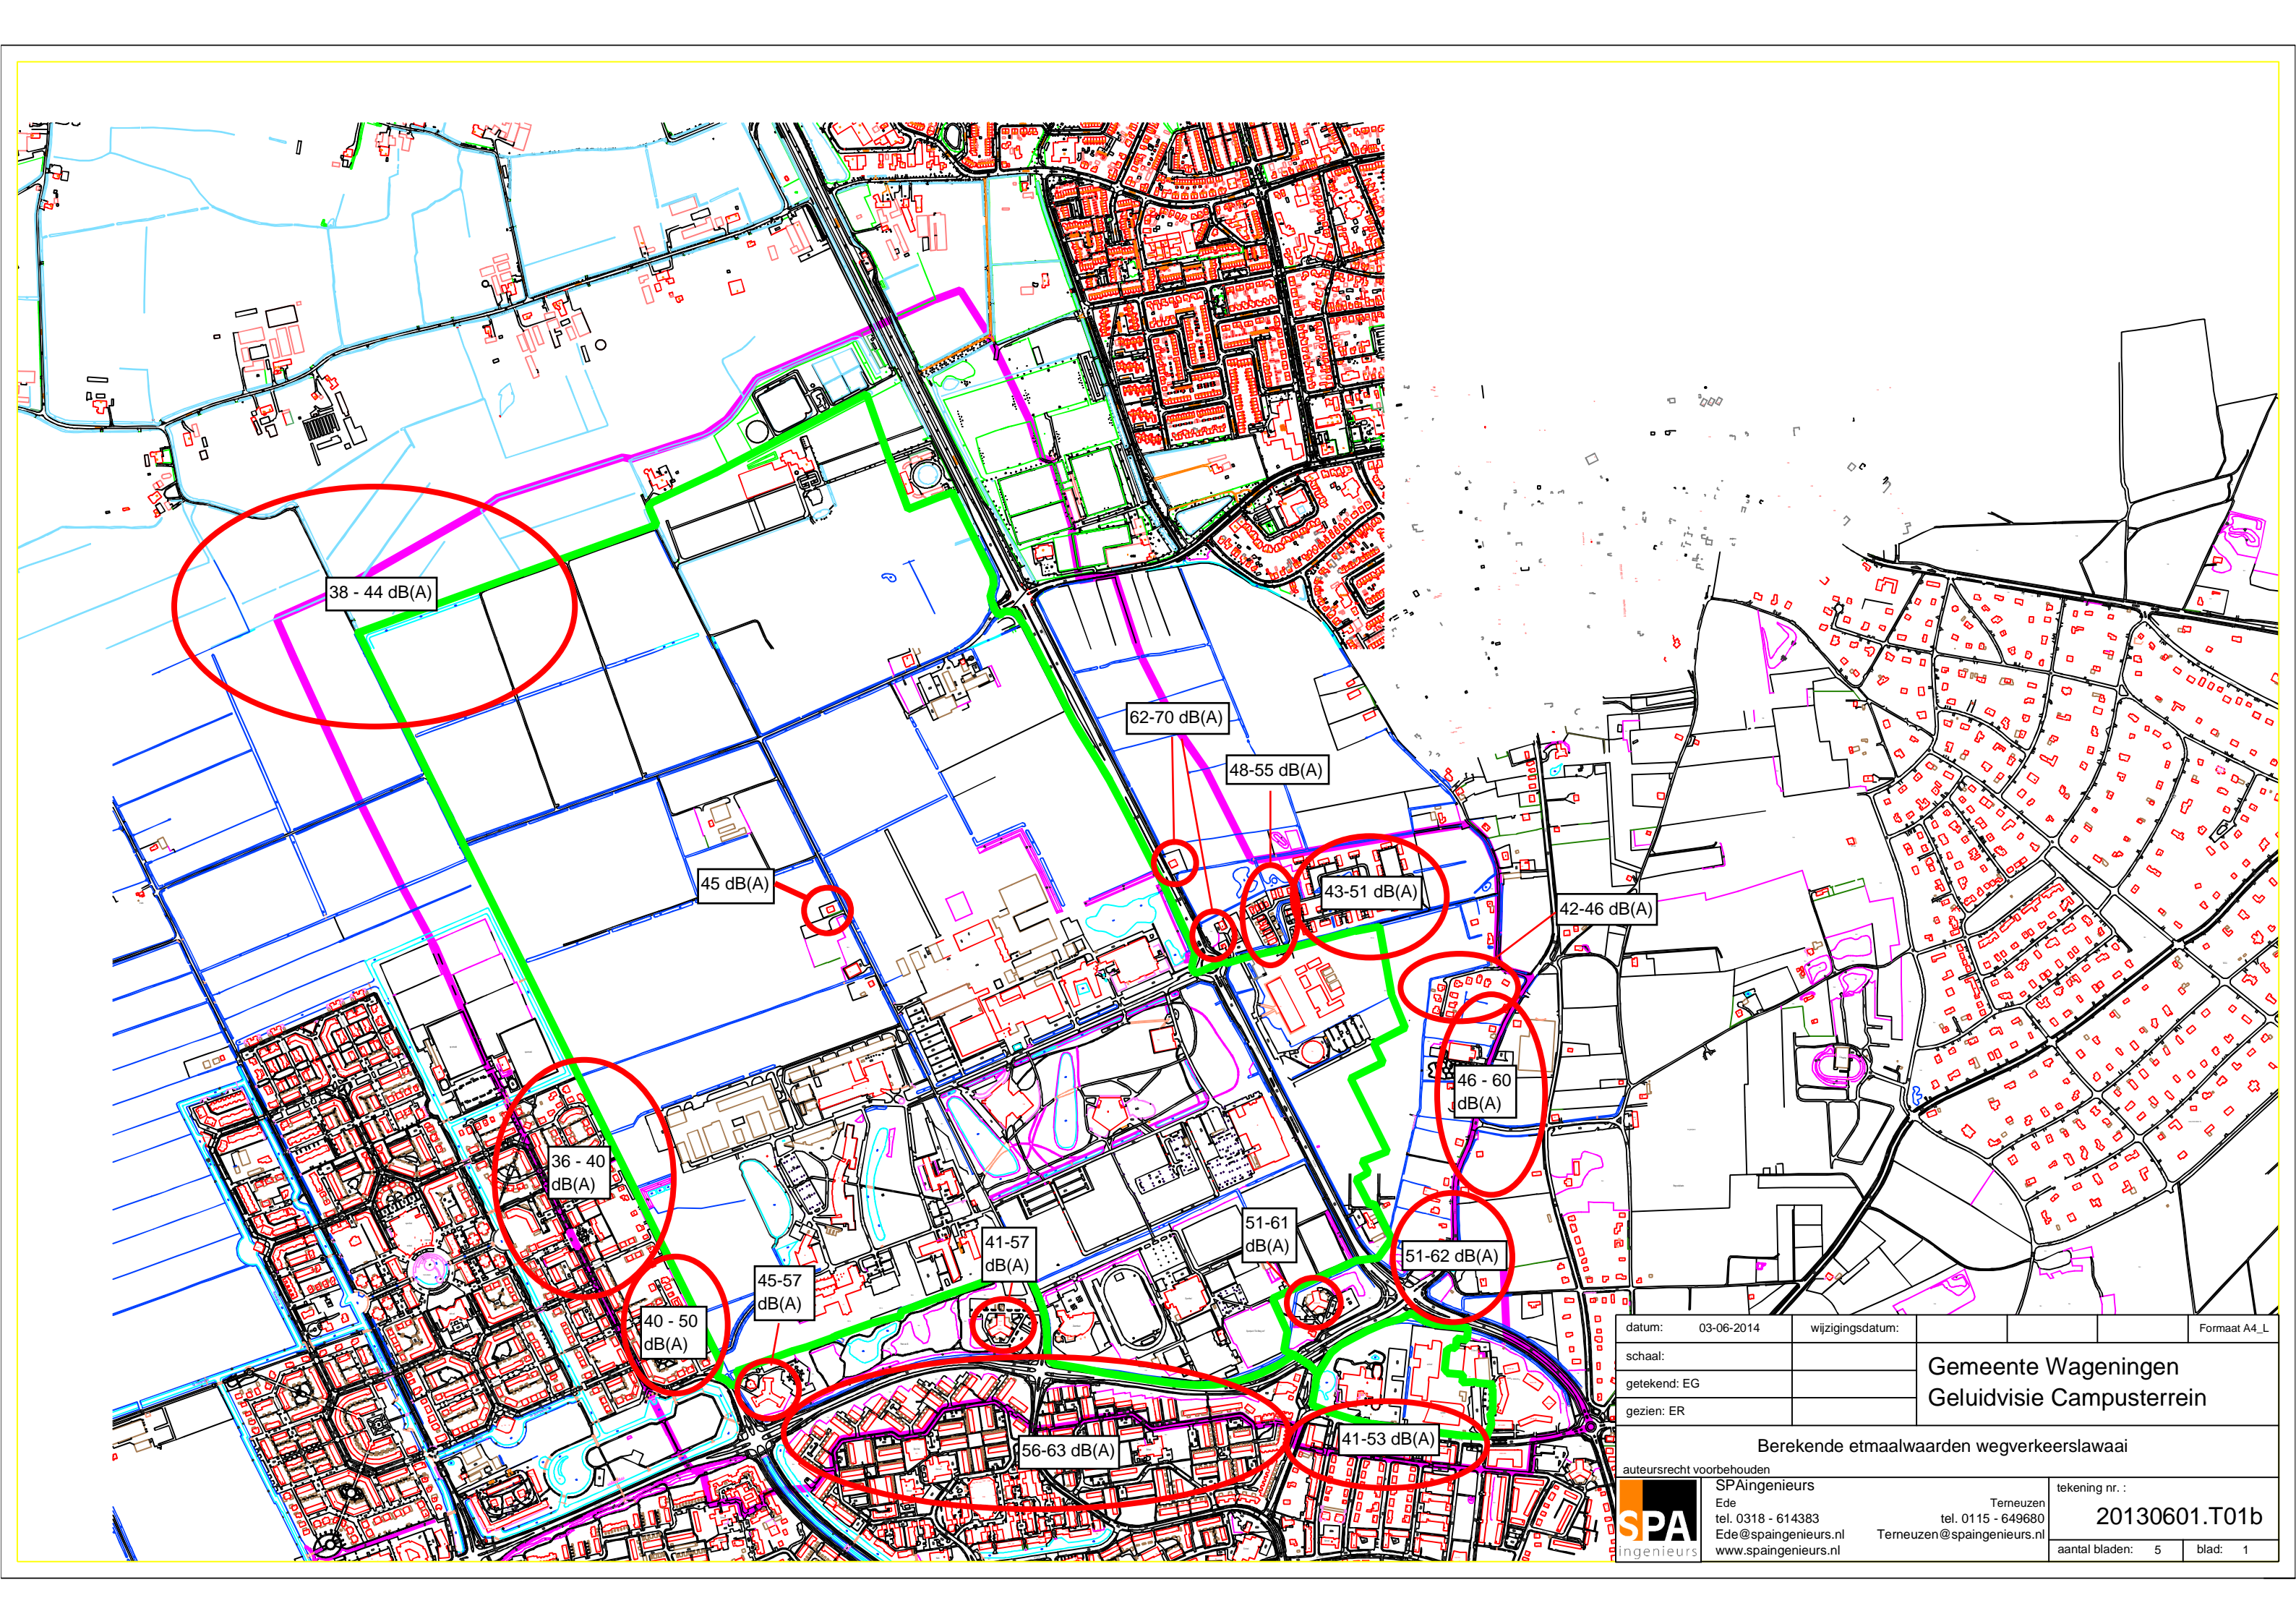 38 - 44 dB(A)
62-70 dB(A)
48-55 dB(A)
45 dB(A)
43-51 dB(A)
42-46 dB(A)
46 - 60
dB(A)
36 - 40
dB(A)
51-61
dB(A)
41-57
dB(A)
51-62 dB(A)
45-57
dB(A)
40 - 50
dB(A)
56-63 dB(A)
41-53 dB(A)
datum: 03-06-2014 wijzigingsdatum: Formaat A4_L
schaal:
getekend: EG
gezien: ER
Gemeente Wageningen
Geluidvisie Campusterrein
Berekende etmaalwaarden wegverkeerslawaai
auteursrecht voorbehouden
SPA
ingenieurs
SPAingenieurs
Ede Terneuzen
tel. 0318 - 614383 tel. 0115 - 649680
Ede@spaingenieurs.nl Terneuzen@spaingenieurs.nl
www.spaingenieurs.nl
tekening nr. :
20130601.T01b
aantal bladen: 5 blad: 1